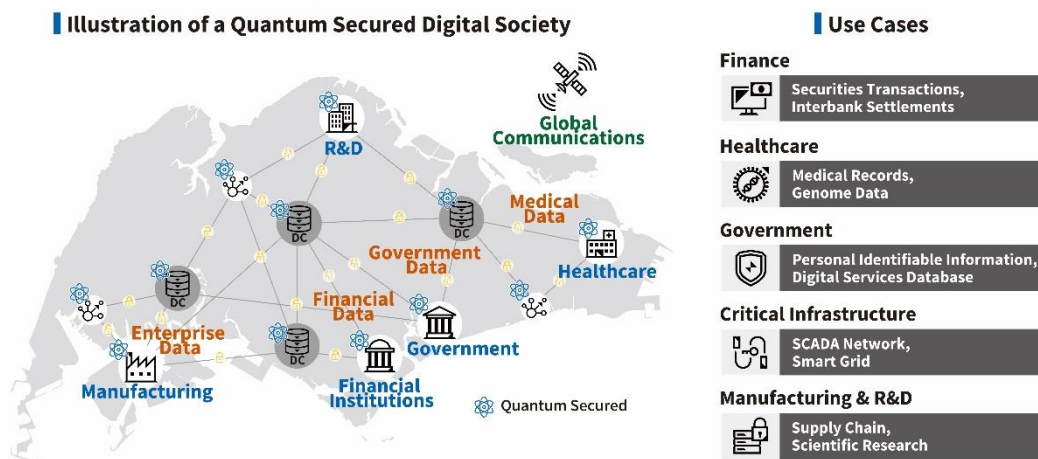 Illustration of a Quantum Secured Digital Society
Global
Communications
R&D
DC
DC
Medical
Data
Government
Data
Healthcare
DC
Financial
Data
Enterprise
Data
DC
Government
Manufacturing
Financial
Institutions
Quantum Secured
Use Cases
Finance
Securities Transactions,
Interbank Settlements
Healthcare
Medical Records,
Genome Data
Government
Personal Identifiable Information,
Digital Services Database
Critical Infrastructure
SCADA Network,
Smart Grid
Manufacturing & R&D
Supply Chain,
Scientific Research